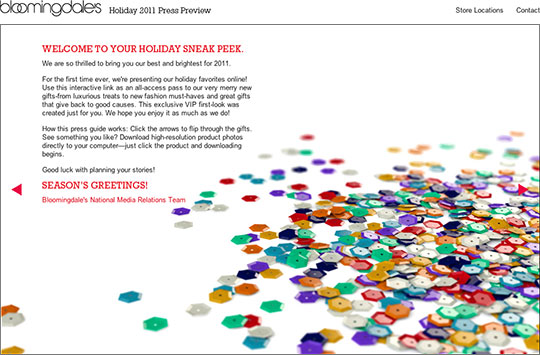 bloomingdale's Holiday 2011 Press Preview Store Locations Contact
WELCOME TO YOUR HOLIDAY SNEAK PEEK.
We are so thrilled to bring you our best and brightest for 2011.
For the first time ever, we're presenting our holiday favorites online!
Use this interactive link as an all-access pass to our very merry new
gifts-from luxurious treats to new fashion must-haves and great gifts
that give back to good causes. This exclusive VIP first-look was
created just for you. We hope you enjoy it as much as we do!
How this press guide works: Click the arrows to flip through the gifts.
See something you like? Download high-resolution product photos
directly to your computer—just click the product and downloading
begins.
Good luck with planning your stories!
SEASON'S GREETINGS!
Bloomingdale's National Media Relations Team